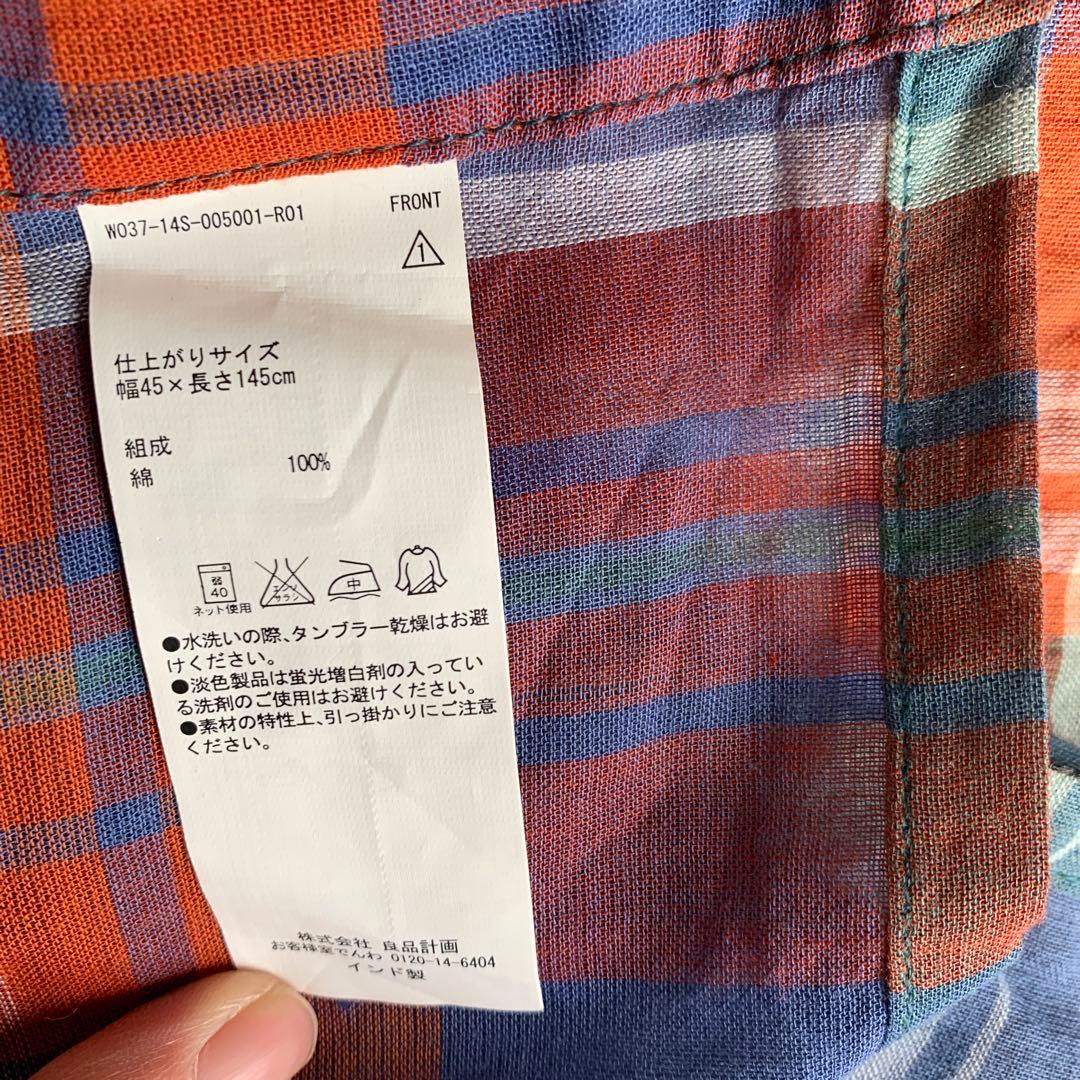 W037-14S-005001-R01
FRONT
1
仕上がりサイズ
幅45×長さ145cm
組成
綿 100%
弱
40
ネット使用
エンソ
サラシ
中
●水洗いの際、タンブラー乾燥はお避
けください。
●淡色製品は蛍光増白剤の入ってい
る洗剤のご使用はお避けください。
●素材の特性上、引っ掛かりにご注意
ください。
株式会社 良品計画
お客様室でんわ 0120-14-6404
インド製